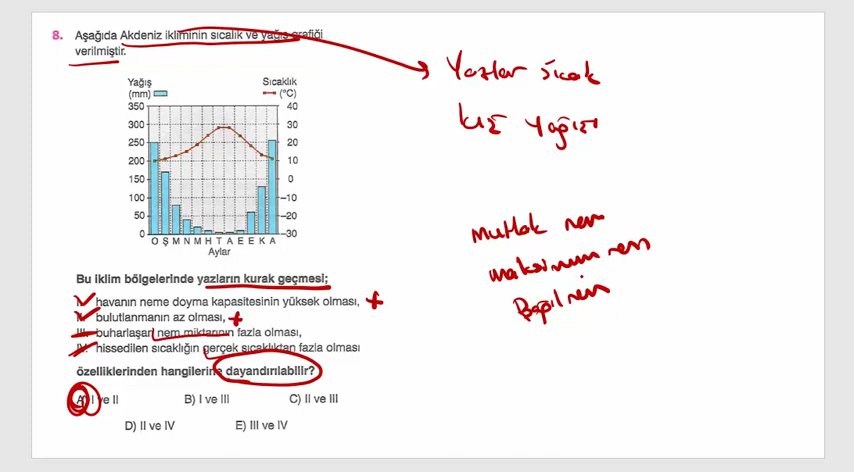 8. Aşağıda Akdeniz ikliminin sıcalık ve yağış grafiği
verilmiştir.
Yazlar Sıcak
kış Yağışı
Yağış
(mm)
Sıcaklık
(°C)
350
300
250
200
150
100
50
0
40
30
20
10
0
–10
–20
–30
O Ş M N M H T A E E K A
Aylar
mutlak nem
maksimum nem
Bağıl nem
Bu iklim bölgelerinde yazların kurak geçmesi;
I. havanın neme doyma kapasitesinin yüksek olması, +
II. bulutlanmanın az olması, +
III. buharlaşan nem miktarının fazla olması,
IV. hissedilen sıcaklığın gerçek sıcaklıktan fazla olması
özelliklerinden hangilerine dayandırılabilir?
A) I ve II B) I ve III C) II ve III
D) II ve IV E) III ve IV